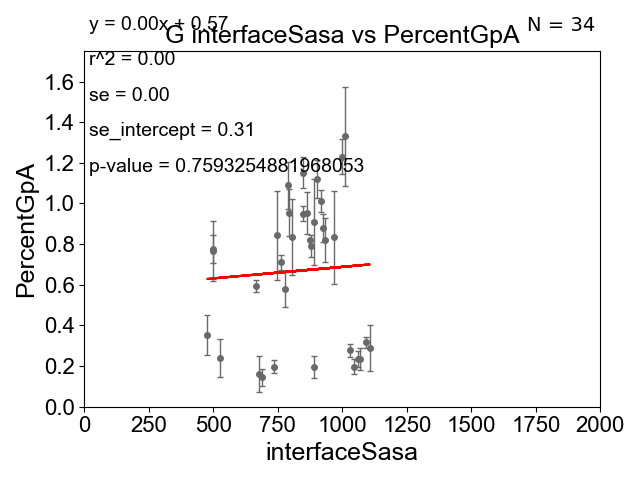 y = 0.00x + 0.57
G interfaceSasa vs PercentGpA
N = 34
r^2 = 0.00
se = 0.00
se_intercept = 0.31
p-value = 0.7593254881968053
PercentGpA
1.6
1.4
1.2
1.0
0.8
0.6
0.4
0.2
0.0
0 250 500 750 1000 1250 1500 1750 2000
interfaceSasa